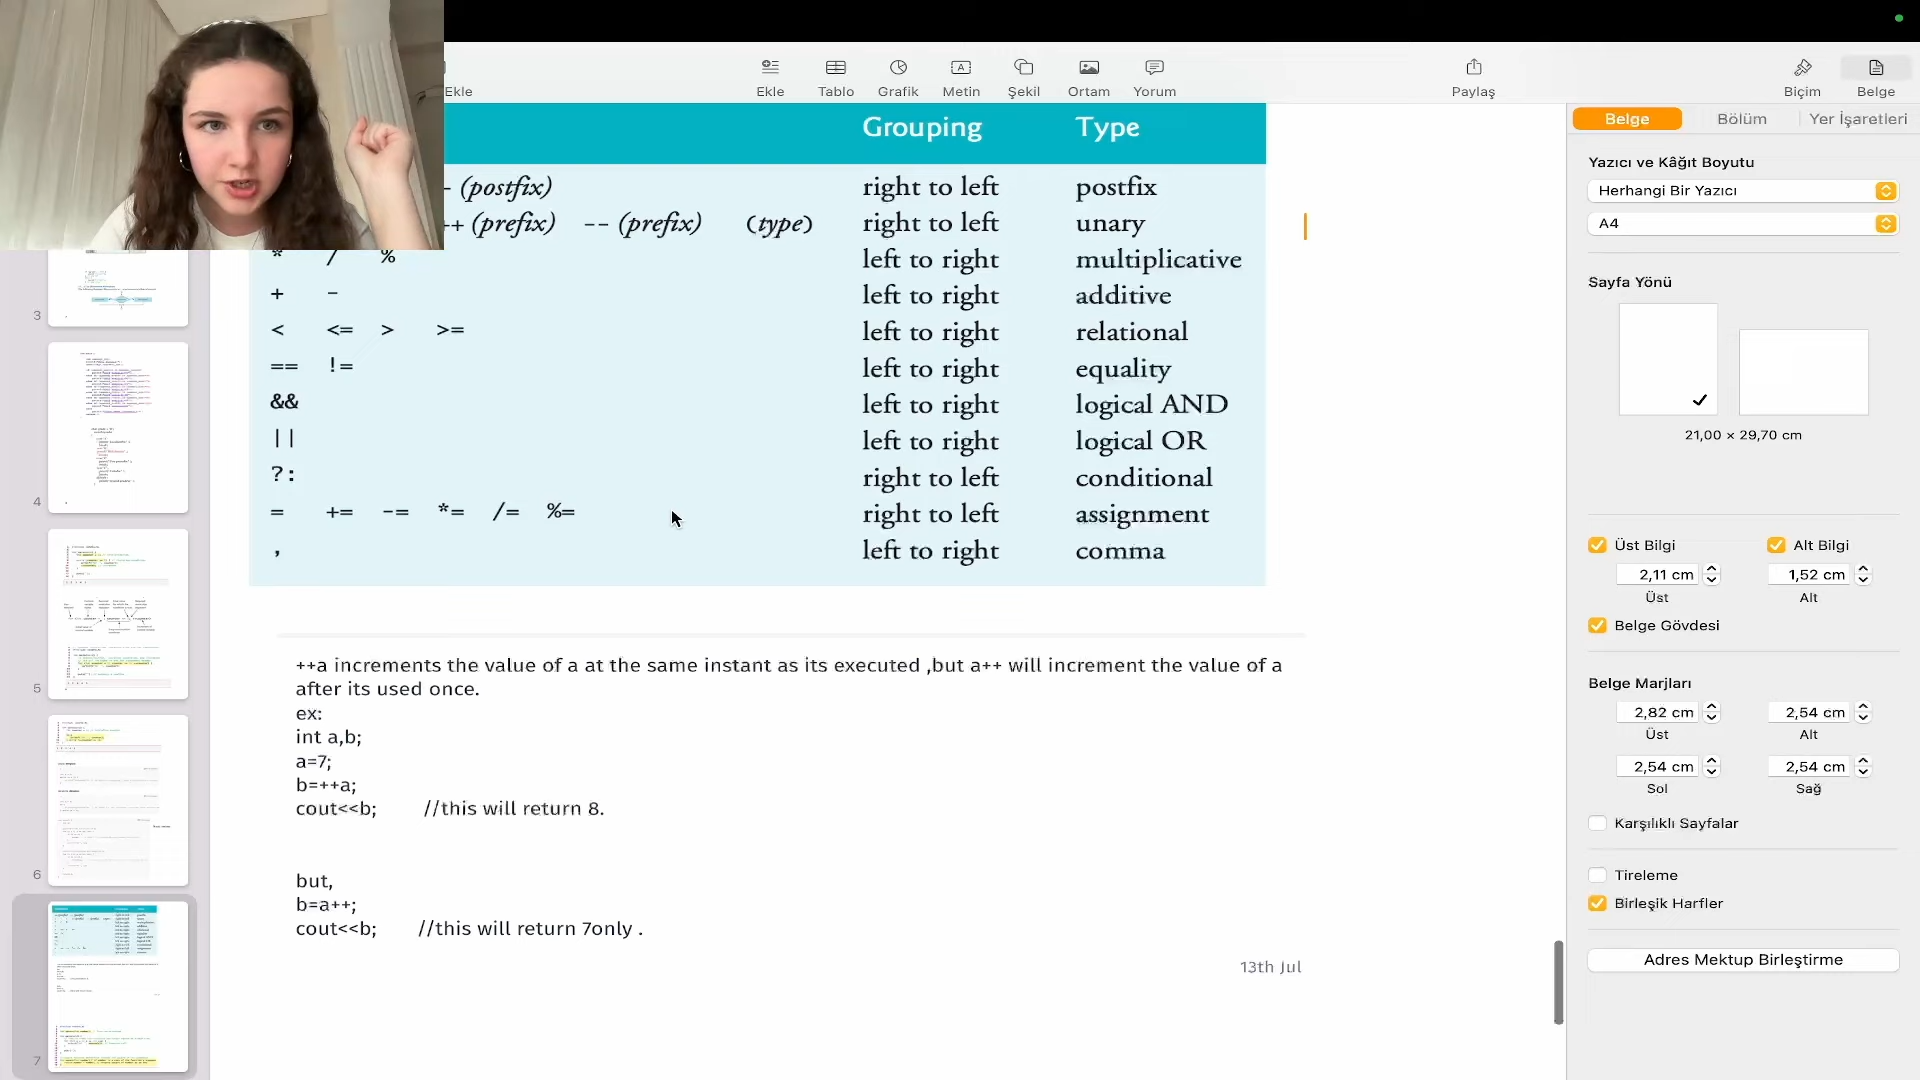 Ekle
Ekle
Tablo
Grafik
Metin
Şekil
Ortam
Yorum
Paylaş
Biçim
Belge
Grouping Type
- (postfix) right to left postfix
++ (prefix) -- (prefix) (type) right to left unary
* / % left to right multiplicative
+ - left to right additive
< <= > >= left to right relational
== != left to right equality
&& left to right logical AND
|| left to right logical OR
?: right to left conditional
= += -= *= /= %= right to left assignment
, left to right comma
++a increments the value of a at the same instant as its executed ,but a++ will increment the value of a
after its used once.
ex:
int a,b;
a=7;
b=++a;
cout<<b; //this will return 8.
but,
b=a++;
cout<<b; //this will return 7only .
13th Jul
3
4
5
6
7
Belge
Bölüm
Yer İşaretleri
Yazıcı ve Kâğıt Boyutu
Herhangi Bir Yazıcı
A4
Sayfa Yönü
21,00 × 29,70 cm
Üst Bilgi
Alt Bilgi
2,11 cm
1,52 cm
Üst
Alt
Belge Gövdesi
Belge Marjları
2,82 cm
2,54 cm
Üst
Alt
2,54 cm
2,54 cm
Sol
Sağ
Karşılıklı Sayfalar
Tireleme
Birleşik Harfler
Adres Mektup Birleştirme